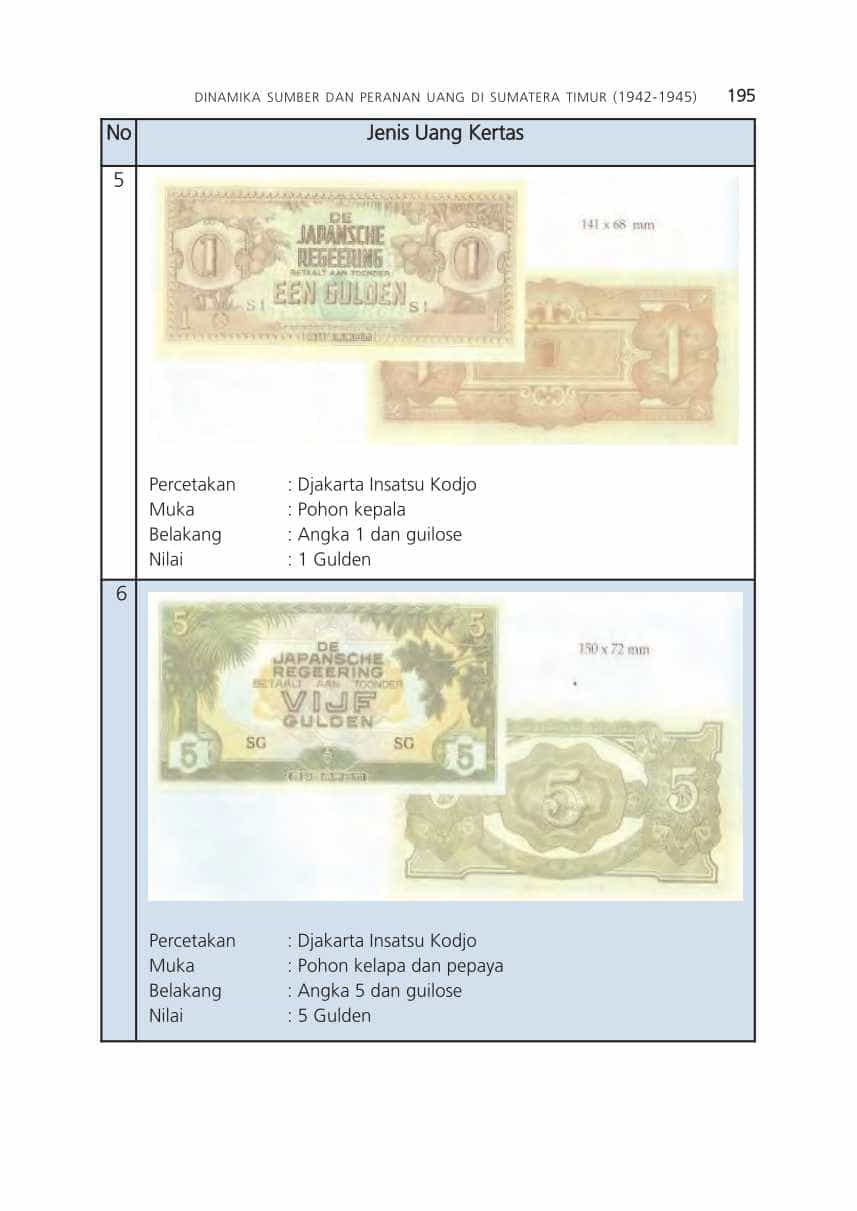 DINAMIKA SUMBER DAN PERANAN UANG DI SUMATERA TIMUR (1942-1945) 195
No Jenis Uang Kertas
5
141 x 68 mm
DE
JAPANSCHE
REGEERING
BETAALT AAN TOONDER
1 1
EEN GULDEN
S I S I
1 1
1
Percetakan : Djakarta Insatsu Kodjo
Muka : Pohon kepala
Belakang : Angka 1 dan guilose
Nilai : 1 Gulden
6
150 x 72 mm
5 5
DE
JAPANSCHE
REGEERING
BETAALT AAN TOONDER
VIJF
GULDEN
SG SG
5 5
5 5
Percetakan : Djakarta Insatsu Kodjo
Muka : Pohon kelapa dan pepaya
Belakang : Angka 5 dan guilose
Nilai : 5 Gulden